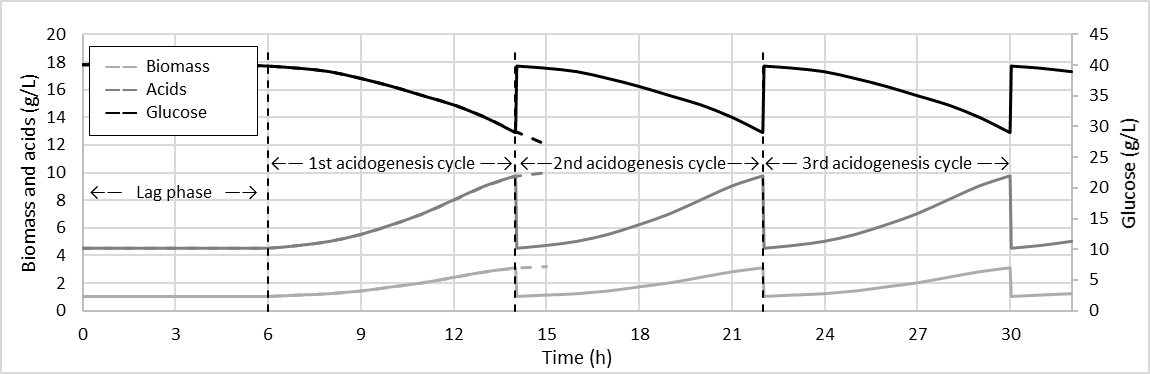 20
18
16
14
12
10
8
6
4
2
0
Biomass and acids (g/L)
Biomass
Acids
Glucose
Lag phase
1st acidogenesis cycle
2nd acidogenesis cycle
3rd acidogenesis cycle
45
40
35
30
25
20
15
10
5
0
Glucose (g/L)
0 3 6 9 12 15 18 21 24 27 30
Time (h)